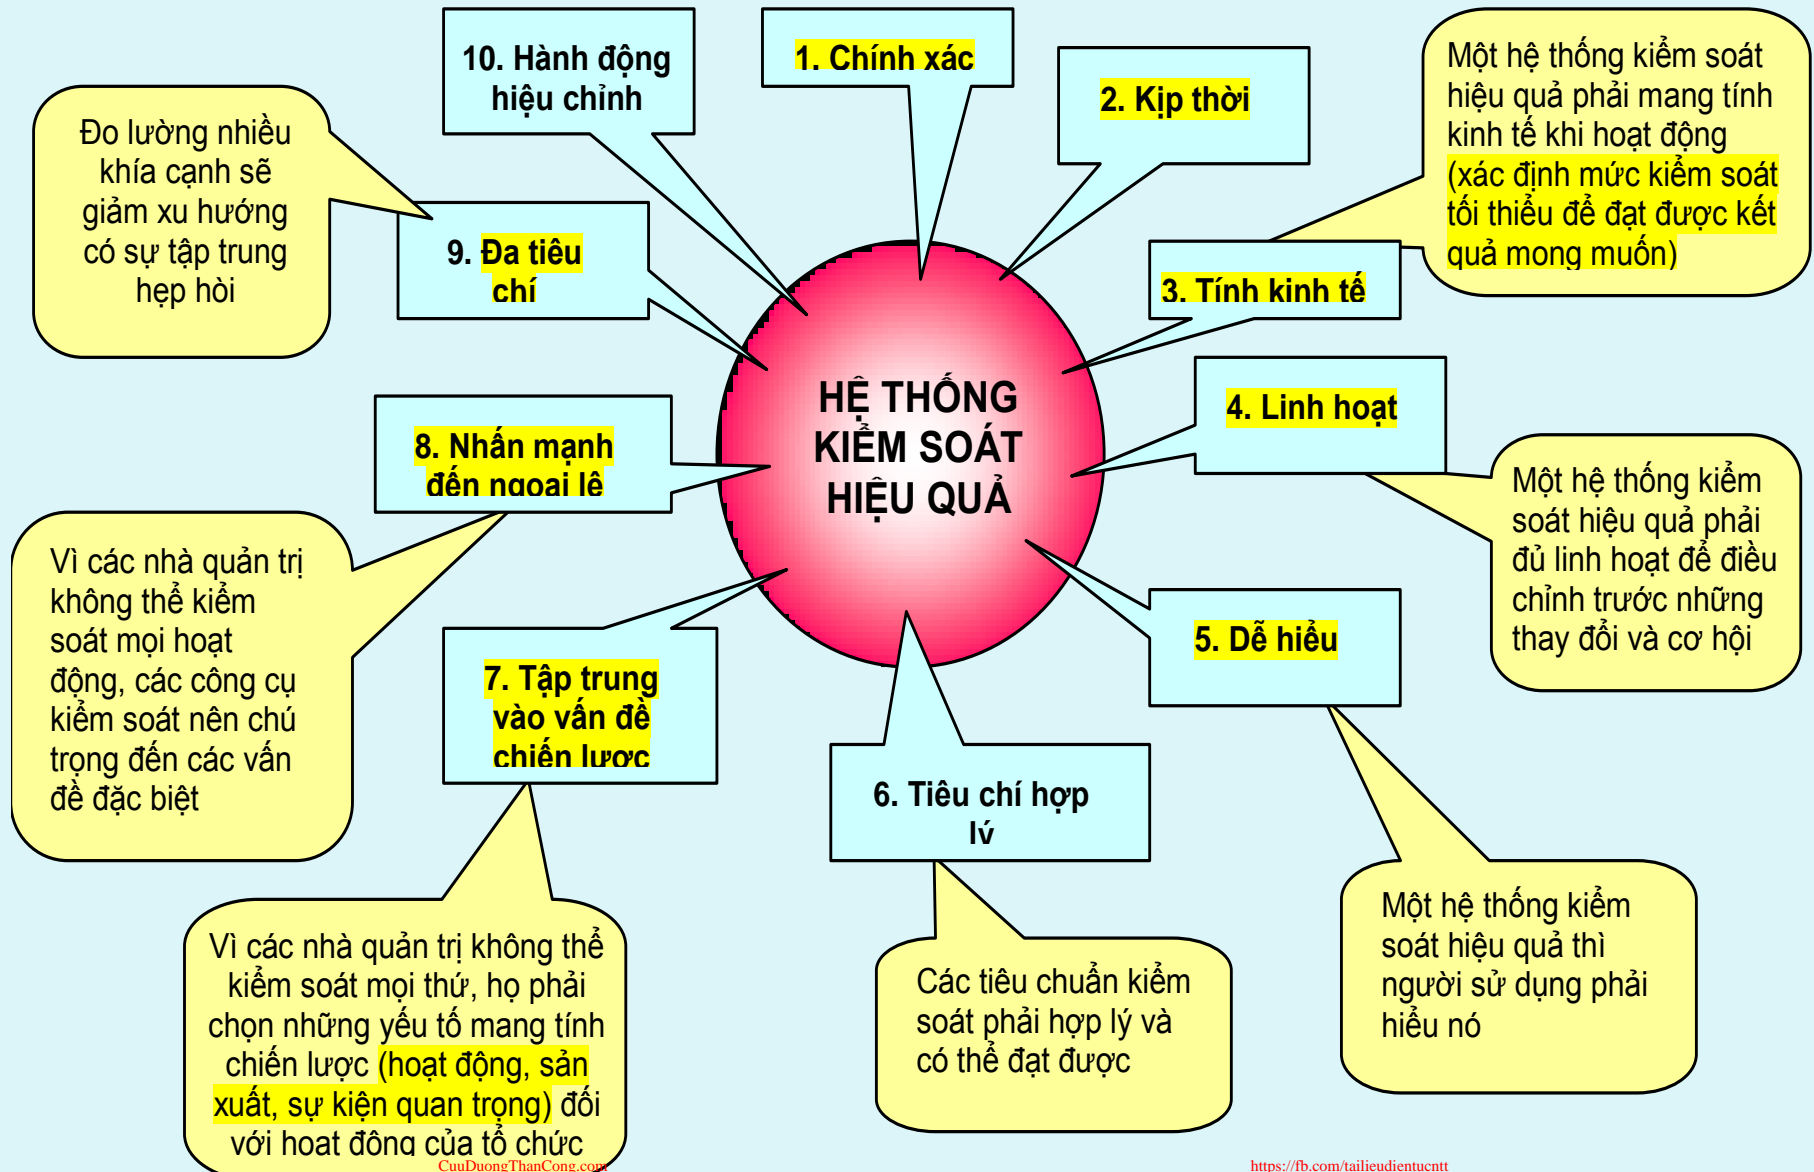 10. Hành động
hiệu chỉnh
1. Chính xác
2. Kịp thời
Một hệ thống kiểm soát
hiệu quả phải mang tính
kinh tế khi hoạt động
(xác định mức kiểm soát
tối thiểu để đạt được kết
quả mong muốn)
Đo lường nhiều
khía cạnh sẽ
giảm xu hướng
có sự tập trung
hẹp hòi
9. Đa tiêu
chí
3. Tính kinh tế
HỆ THỐNG
KIỂM SOÁT
HIỆU QUẢ
4. Linh hoạt
8. Nhấn mạnh
đến ngoại lệ
Một hệ thống kiểm
soát hiệu quả phải
đủ linh hoạt để điều
chỉnh trước những
thay đổi và cơ hội
Vì các nhà quản trị
không thể kiểm
soát mọi hoạt
động, các công cụ
kiểm soát nên chú
trọng đến các vấn
đề đặc biệt
5. Dễ hiểu
7. Tập trung
vào vấn đề
chiến lược
6. Tiêu chí hợp
lý
Một hệ thống kiểm
soát hiệu quả thì
người sử dụng phải
hiểu nó
Vì các nhà quản trị không thể
kiểm soát mọi thứ, họ phải
chọn những yếu tố mang tính
chiến lược (hoạt động, sản
xuất, sự kiện quan trọng) đối
với hoạt động của tổ chức
Các tiêu chuẩn kiểm
soát phải hợp lý và
có thể đạt được
CuuDuongThanCong.com
https://fb.com/tailieudientucntt